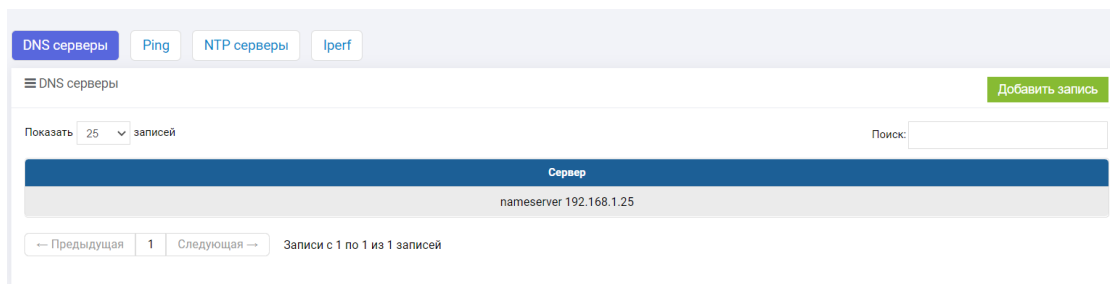 DNS серверы Ping NTP серверы Iperf
DNS серверы
Добавить запись
Показать 25 записей
Поиск:
Сервер
nameserver 192.168.1.25
← Предыдущая 1 Следующая → Записи с 1 по 1 из 1 записей